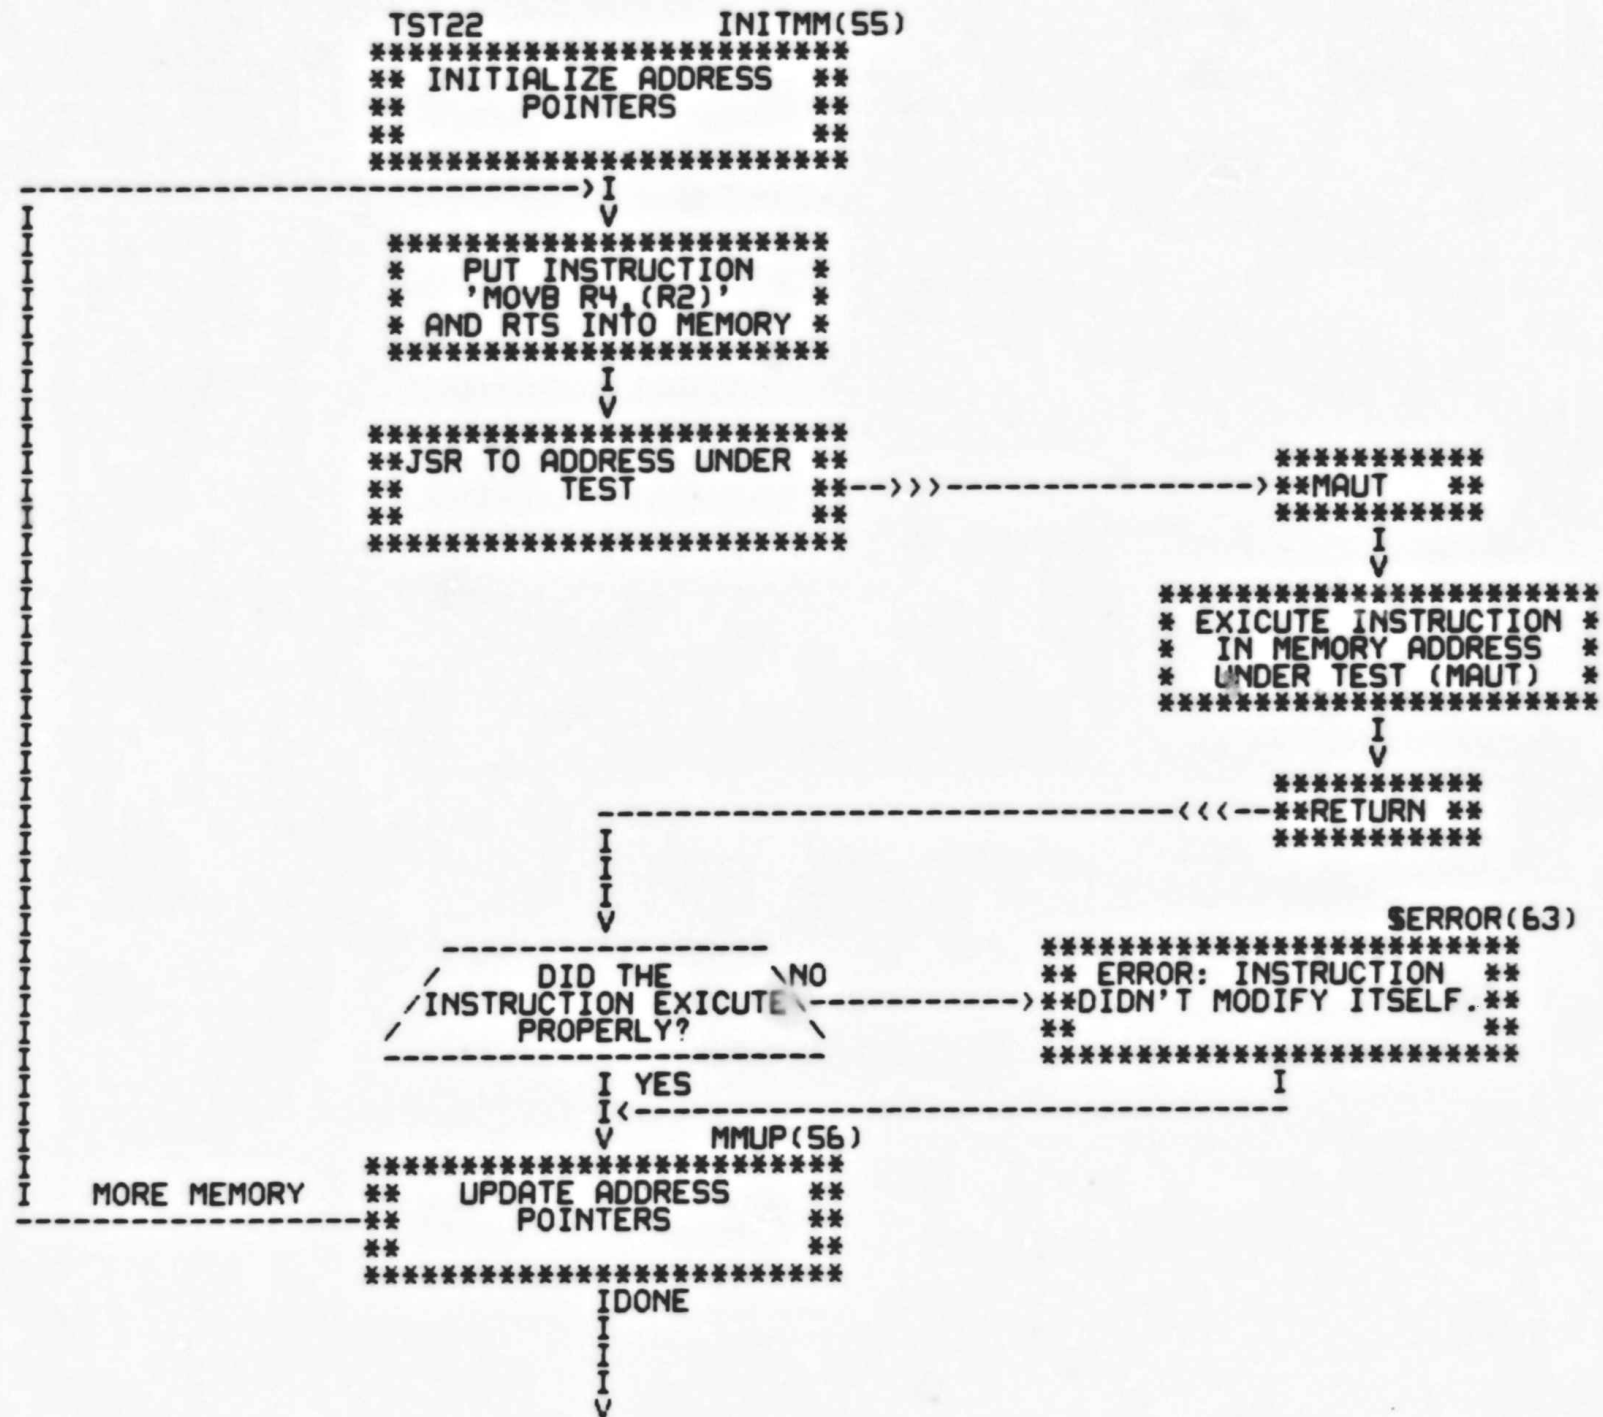 TST22 INITMM(55)
INITIALIZE ADDRESS
POINTERS
PUT INSTRUCTION
'MOVB R4,(R2)'
AND RTS INTO MEMORY
JSR TO ADDRESS UNDER
TEST
MAUT
EXICUTE INSTRUCTION
IN MEMORY ADDRESS
UNDER TEST (MAUT)
RETURN
DID THE
INSTRUCTION EXICUTE
PROPERLY?
NO
$ERROR(63)
ERROR: INSTRUCTION
DIDN'T MODIFY ITSELF.
YES
MMUP(56)
UPDATE ADDRESS
POINTERS
MORE MEMORY
DONE